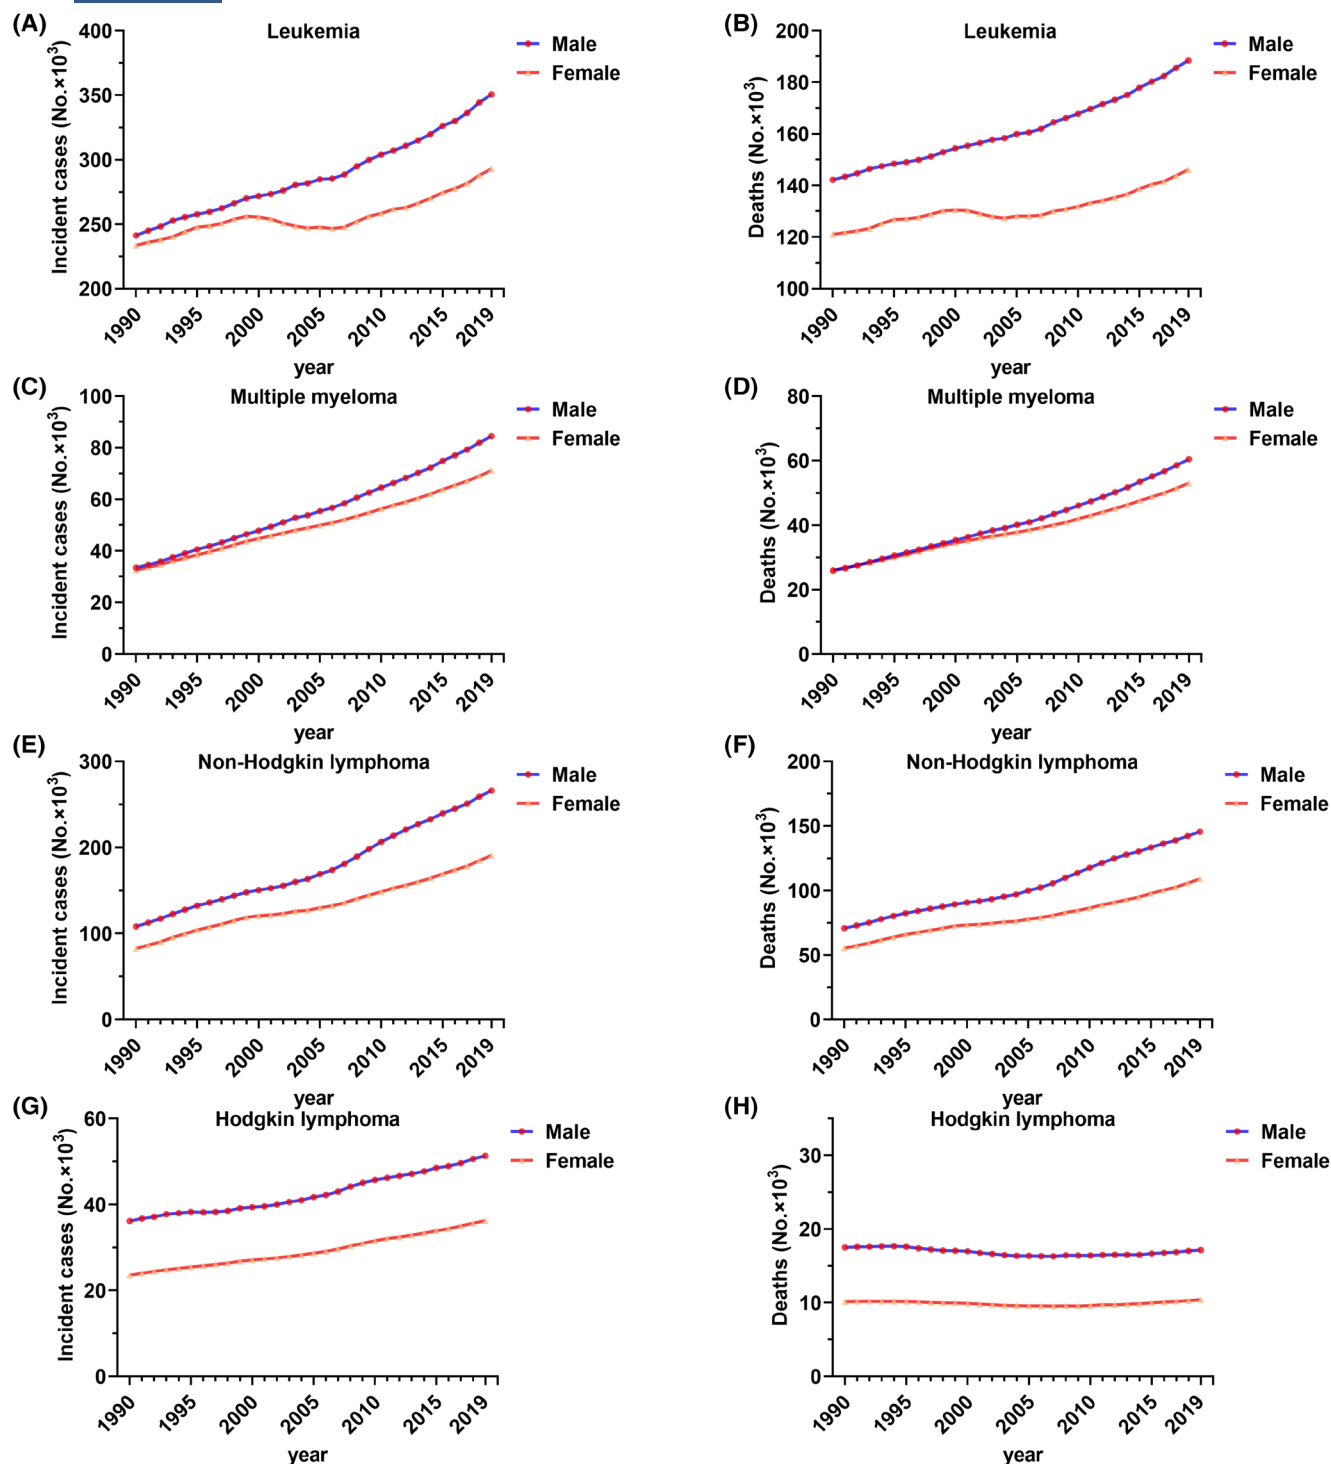 (A)
Leukemia
Incident cases (No.×10³)
400
350
300
250
200
1990
1995
2000
2005
2010
2015
2019
year
Male
Female
(B)
Leukemia
Deaths (No.×10³)
200
180
160
140
120
100
1990
1995
2000
2005
2010
2015
2019
year
Male
Female
(C)
Multiple myeloma
Incident cases (No.×10³)
100
80
60
40
20
0
1990
1995
2000
2005
2010
2015
2019
year
Male
Female
(D)
Multiple myeloma
Deaths (No.×10³)
80
60
40
20
0
1990
1995
2000
2005
2010
2015
2019
year
Male
Female
(E)
Non-Hodgkin lymphoma
Incident cases (No.×10³)
300
200
100
0
1990
1995
2000
2005
2010
2015
2019
year
Male
Female
(F)
Non-Hodgkin lymphoma
Deaths (No.×10³)
200
150
100
50
0
1990
1995
2000
2005
2010
2015
2019
year
Male
Female
(G)
Hodgkin lymphoma
Incident cases (No.×10³)
60
40
20
0
1990
1995
2000
2005
2010
2015
2019
year
Male
Female
(H)
Hodgkin lymphoma
Deaths (No.×10³)
30
20
10
0
1990
1995
2000
2005
2010
2015
2019
year
Male
Female